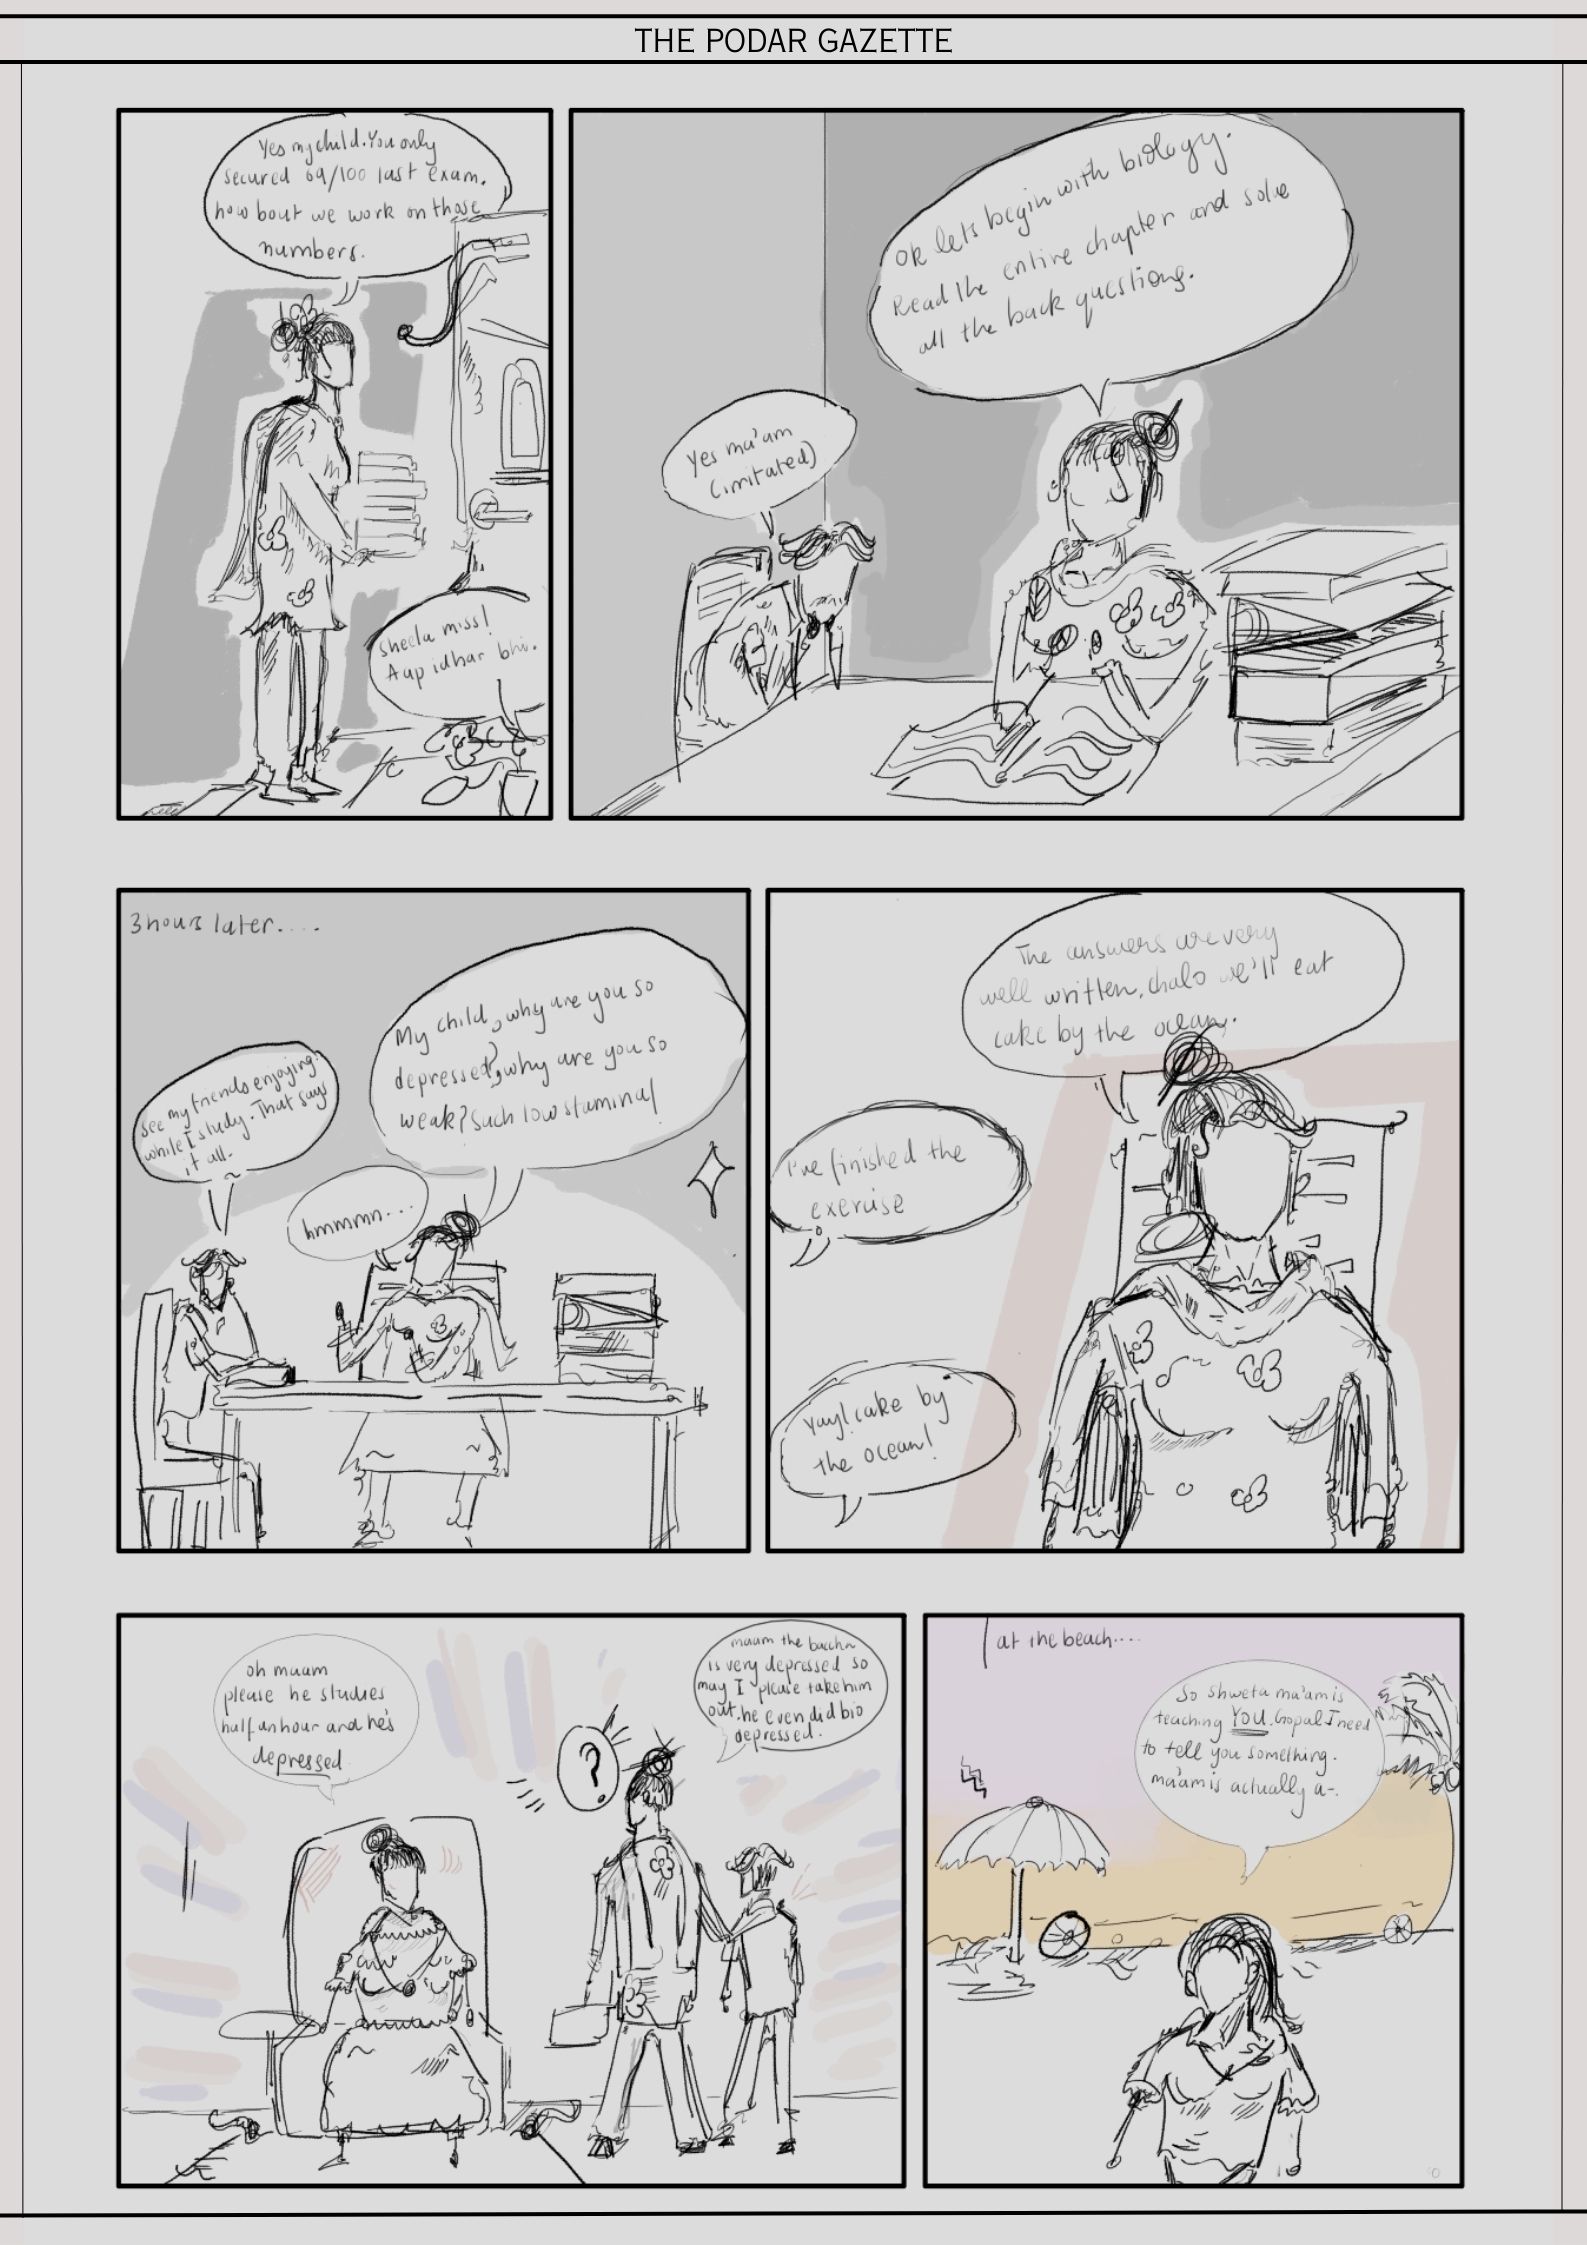 THE PODAR GAZETTE
Yes my child. You only
secured 69/100 last exam.
how bout we work on those
numbers.
Sheela miss!
Aap idhar bhi.
OK lets begin with biology.
Read the entire chapter and solve
all the back questions.
Yes ma'am
(irritated)
3 hours later....
My child, why are you so
depressed, why are you so
weak? Such low stamina!
See my friends enjoying
while I study. That says
it all.
hmmmn...
The answers are very
well written, chalo we'll eat
cake by the ocean.
I've finished the
exercise
Yay! cake by
the ocean!
oh maam
please he studies
half an hour and he's
depressed.
maam the baccha
is very depressed so
may I please take him
out, he even did bio
depressed.
?
at the beach....
So shweta ma'am is
teaching YOU. Gopal I need
to tell you something.
ma'am is actually a-.